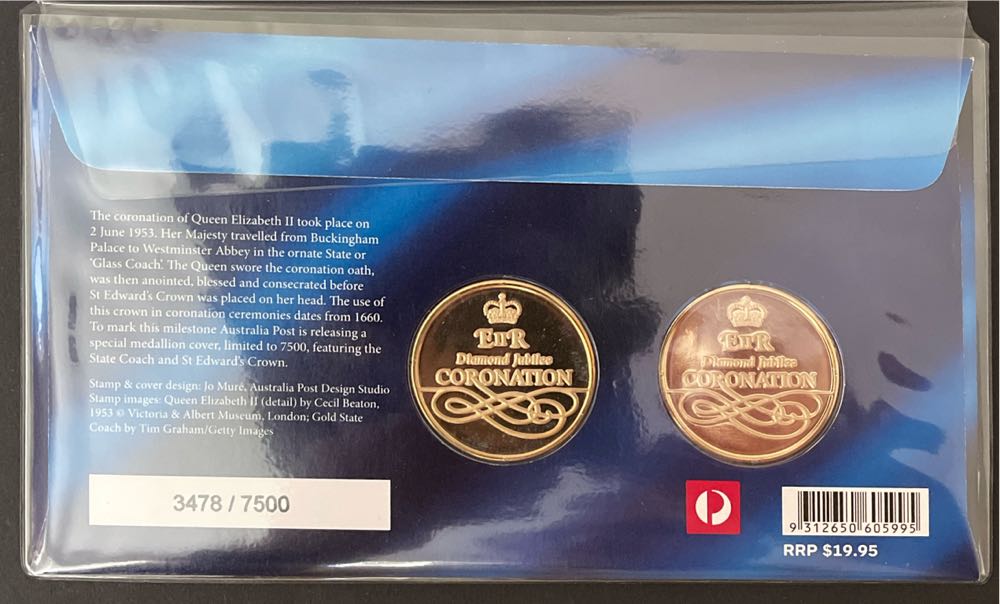 The coronation of Queen Elizabeth II took place on
2 June 1953. Her Majesty travelled from Buckingham
Palace to Westminster Abbey in the ornate State or
‘Glass Coach’. The Queen swore the coronation oath,
was then anointed, blessed and consecrated before
St Edward's Crown was placed on her head. The use of
this crown in coronation ceremonies dates from 1660.
To mark this milestone Australia Post is releasing a
special medallion cover, limited to 7500, featuring the
State Coach and St Edward's Crown.
Stamp & cover design: Jo Muré, Australia Post Design Studio
Stamp images: Queen Elizabeth II (detail) by Cecil Beaton,
1953 © Victoria & Albert Museum, London; Gold State
Coach by Tim Graham/Getty Images
3478 / 7500
EIIR
Diamond Jubilee
CORONATION
EIIR
Diamond Jubilee
CORONATION
9 312650 605995
RRP $19.95